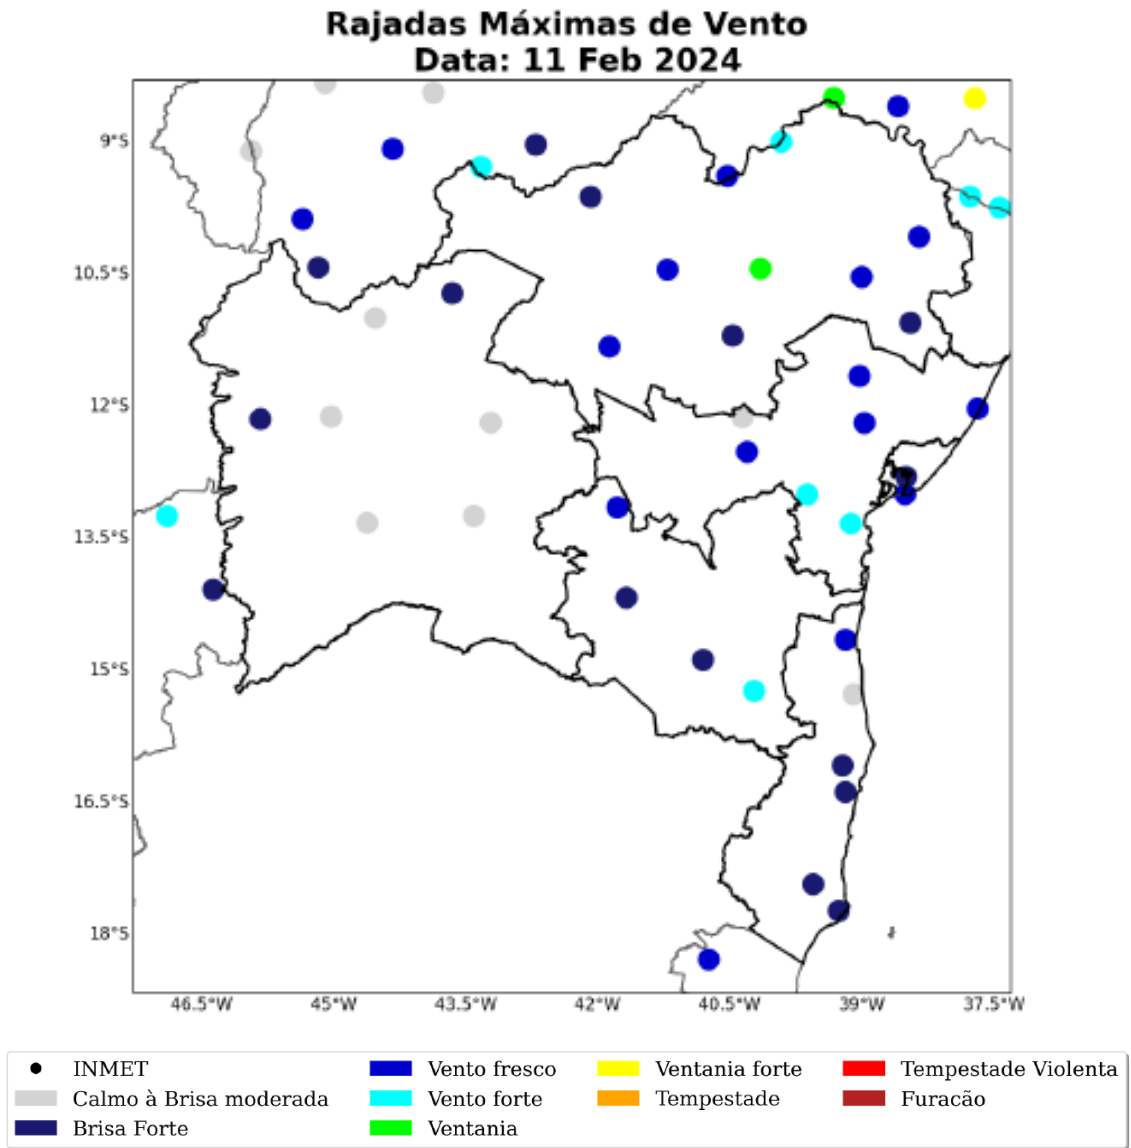 Rajadas Máximas de Vento
Data: 11 Feb 2024
9°S
10.5°S
12°S
13.5°S
15°S
16.5°S
18°S
46.5°W 45°W 43.5°W 42°W 40.5°W 39°W 37.5°W
INMET
Calmo à Brisa moderada
Brisa Forte
Vento fresco
Vento forte
Ventania
Ventania forte
Tempestade
Tempestade Violenta
Furacão